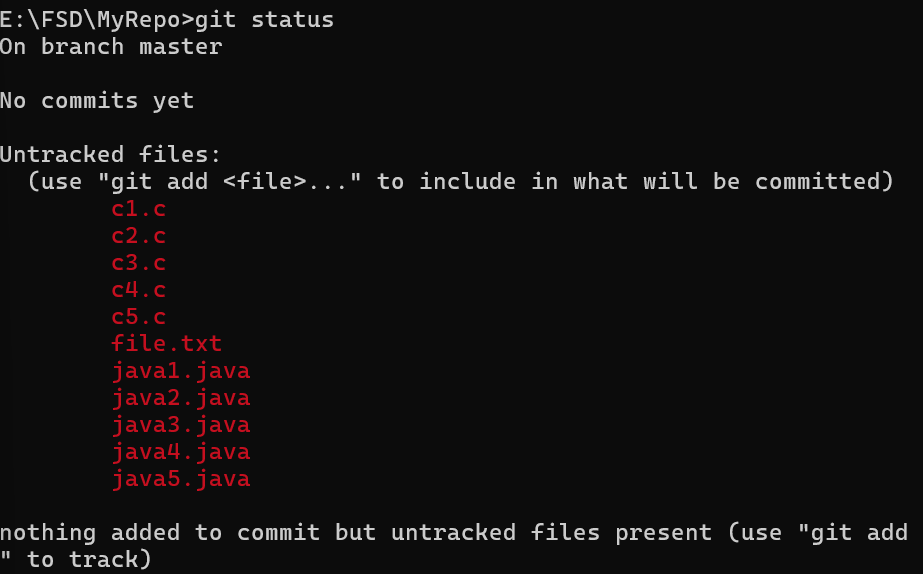 E:\FSD\MyRepo>git status
On branch master
No commits yet
Untracked files:
  (use "git add <file>..." to include in what will be committed)
        c1.c
        c2.c
        c3.c
        c4.c
        c5.c
        file.txt
        java1.java
        java2.java
        java3.java
        java4.java
        java5.java
nothing added to commit but untracked files present (use "git add
" to track)